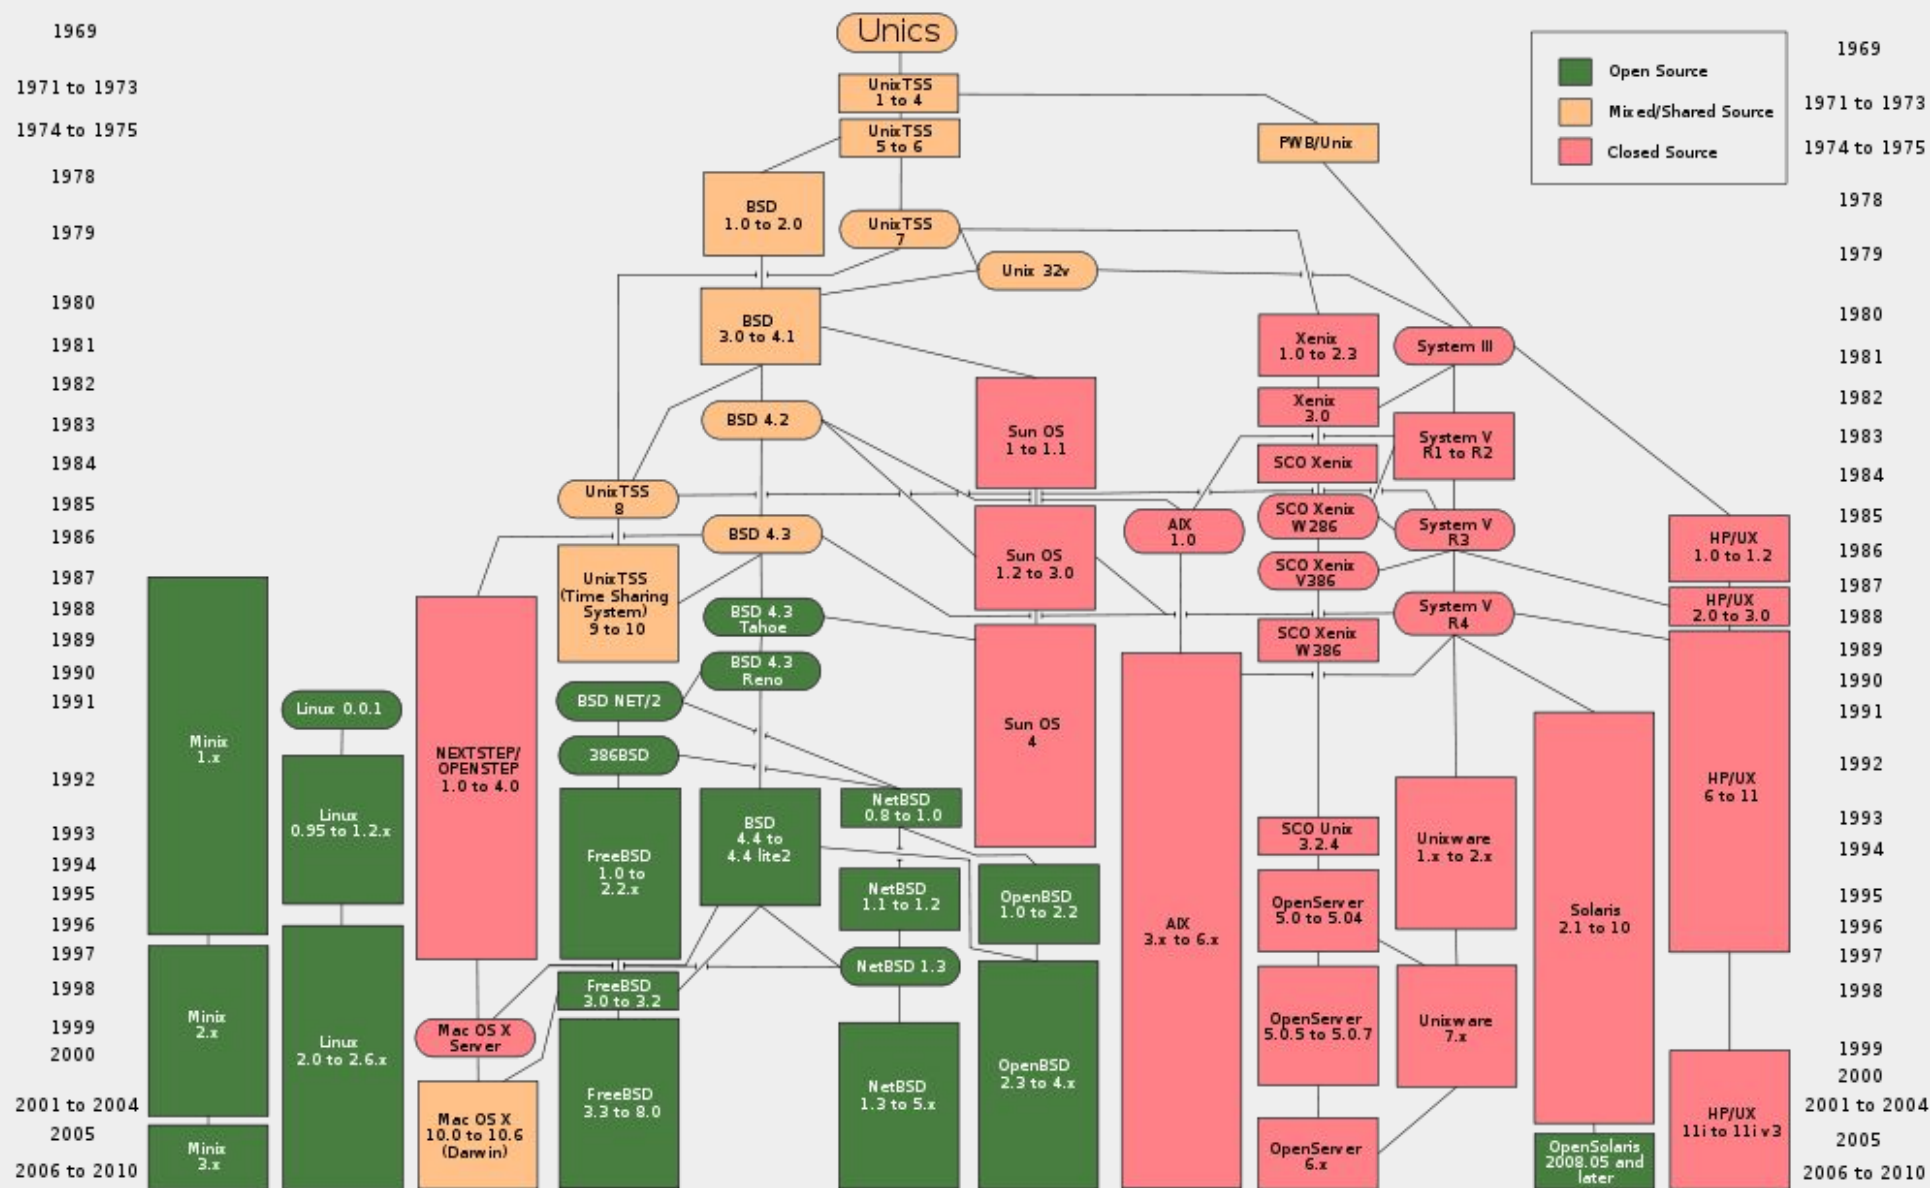 1969
1971 to 1973
1974 to 1975
1978
1979
1980
1981
1982
1983
1984
1985
1986
1987
1988
1989
1990
1991
1992
1993
1994
1995
1996
1997
1998
1999
2000
2001 to 2004
2005
2006 to 2010
Unics
UnixTSS
1 to 4
UnixTSS
5 to 6
PWB/Unix
BSD
1.0 to 2.0
UnixTSS
7
Unix 32v
BSD
3.0 to 4.1
Xenix
1.0 to 2.3
System III
Sun OS
1 to 1.1
Xenix
3.0
BSD 4.2
System V
R1 to R2
SCO Xenix
UnixTSS
8
SCO Xenix
W286
AIX
1.0
System V
R3
BSD 4.3
Sun OS
1.2 to 3.0
HP/UX
1.0 to 1.2
UnixTSS
(Time Sharing
System)
9 to 10
SCO Xenix
V386
HP/UX
2.0 to 3.0
BSD 4.3
Tahoe
System V
R4
SCO Xenix
W386
BSD 4.3
Reno
BSD NET/2
Linux 0.0.1
Minix
1.x
NEXTSTEP/
OPENSTEP
1.0 to 4.0
386BSD
Sun OS
4
HP/UX
6 to 11
Linux
0.95 to 1.2.x
FreeBSD
1.0 to
2.2.x
BSD
4.4 to
4.4 lite2
NetBSD
0.8 to 1.0
SCO Unix
3.2.4
Unixware
1.x to 2.x
NetBSD
1.1 to 1.2
OpenBSD
1.0 to 2.2
AIX
3.x to 6.x
OpenServer
5.0 to 5.04
Solaris
2.1 to 10
NetBSD 1.3
FreeBSD
3.0 to 3.2
Minix
2.x
Linux
2.0 to 2.6.x
Mac OS X
Server
OpenServer
5.0.5 to 5.0.7
Unixware
7.x
OpenBSD
2.3 to 4.x
FreeBSD
3.3 to 8.0
NetBSD
1.3 to 5.x
Mac OS X
10.0 to 10.6
(Darwin)
HP/UX
11i to 11i v3
Minix
3.x
OpenServer
6.x
OpenSolaris
2008.05 and
later
Open Source
Mixed/Shared Source
Closed Source
1969
1971 to 1973
1974 to 1975
1978
1979
1980
1981
1982
1983
1984
1985
1986
1987
1988
1989
1990
1991
1992
1993
1994
1995
1996
1997
1998
1999
2000
2001 to 2004
2005
2006 to 2010